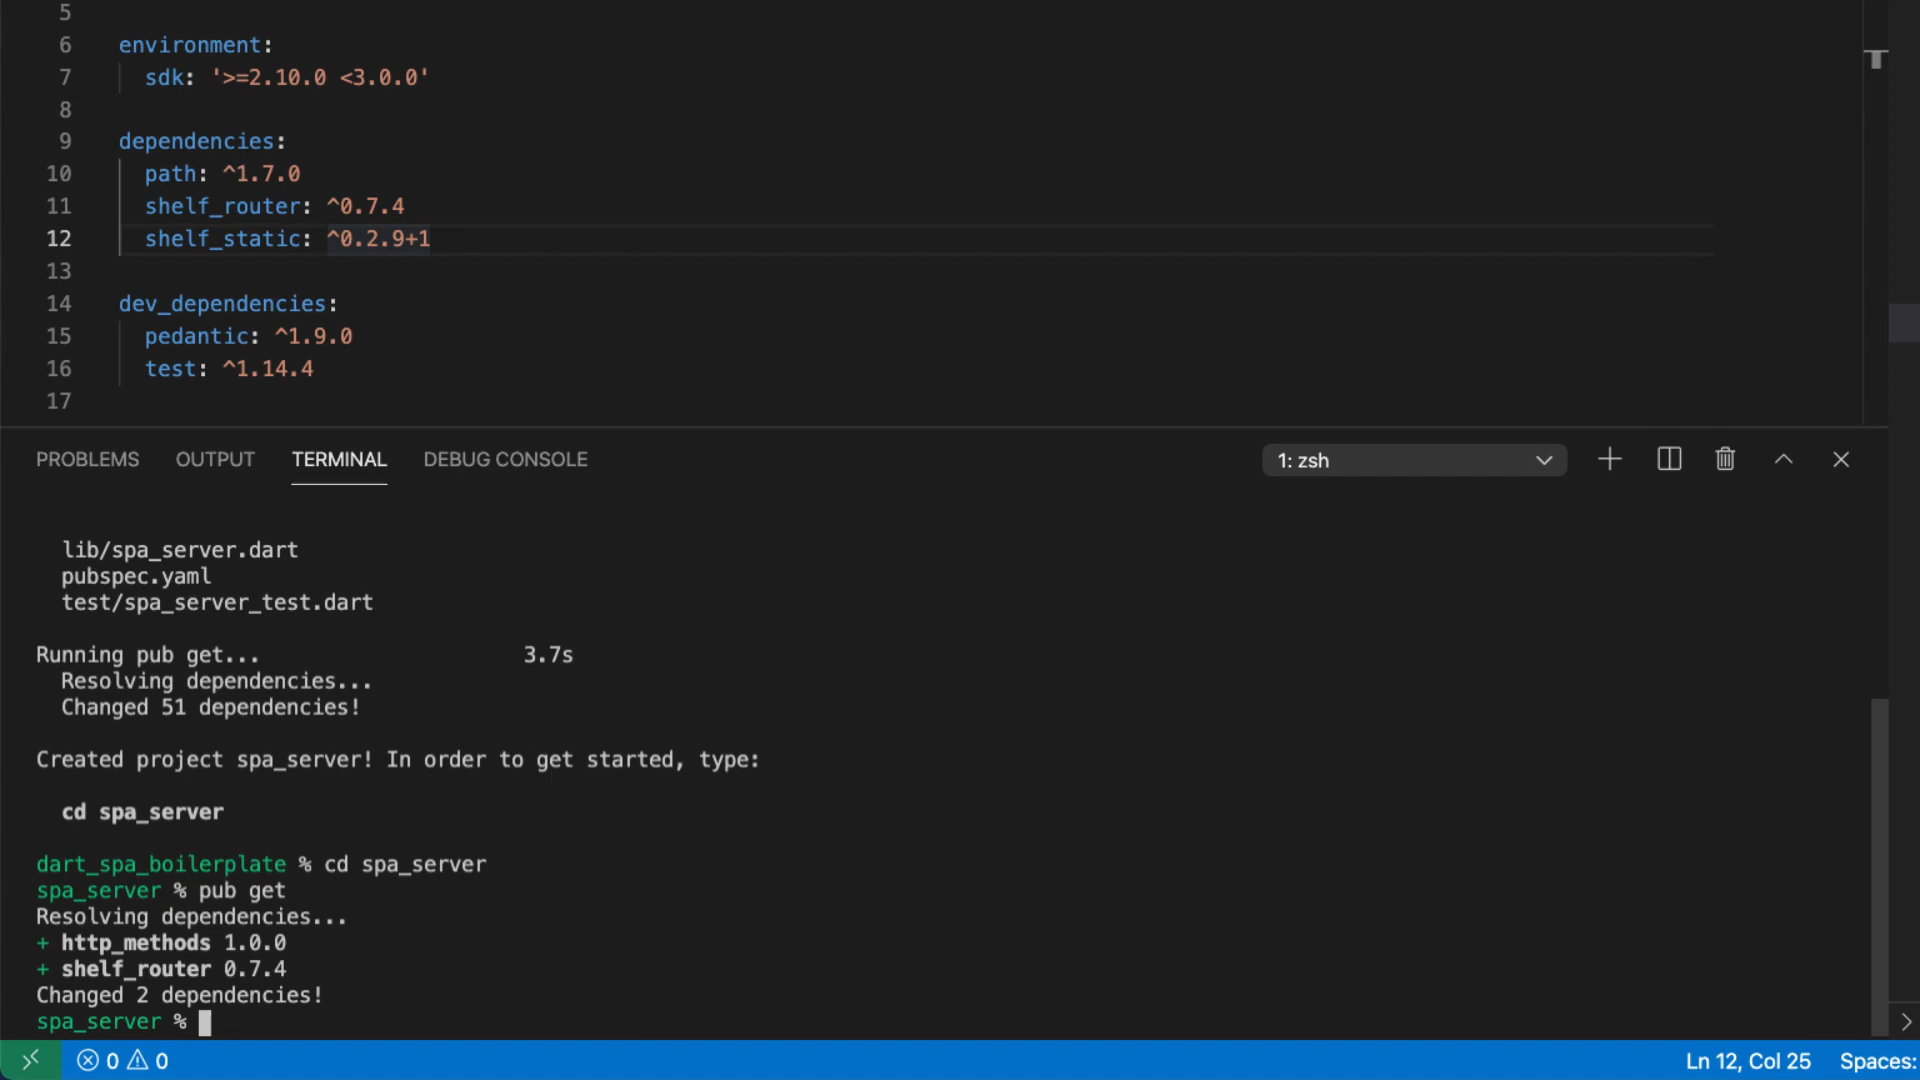 5
6 environment:
7 sdk: '>=2.10.0 <3.0.0'
8
9 dependencies:
10 path: ^1.7.0
11 shelf_router: ^0.7.4
12 shelf_static: ^0.2.9+1
13
14 dev_dependencies:
15 pedantic: ^1.9.0
16 test: ^1.14.4
17
PROBLEMS OUTPUT TERMINAL DEBUG CONSOLE 1: zsh
lib/spa_server.dart
pubspec.yaml
test/spa_server_test.dart
Running pub get... 3.7s
Resolving dependencies...
Changed 51 dependencies!
Created project spa_server! In order to get started, type:
cd spa_server
dart_spa_boilerplate % cd spa_server
spa_server % pub get
Resolving dependencies...
+ http_methods 1.0.0
+ shelf_router 0.7.4
Changed 2 dependencies!
spa_server %
0 0 Ln 12, Col 25 Spaces: